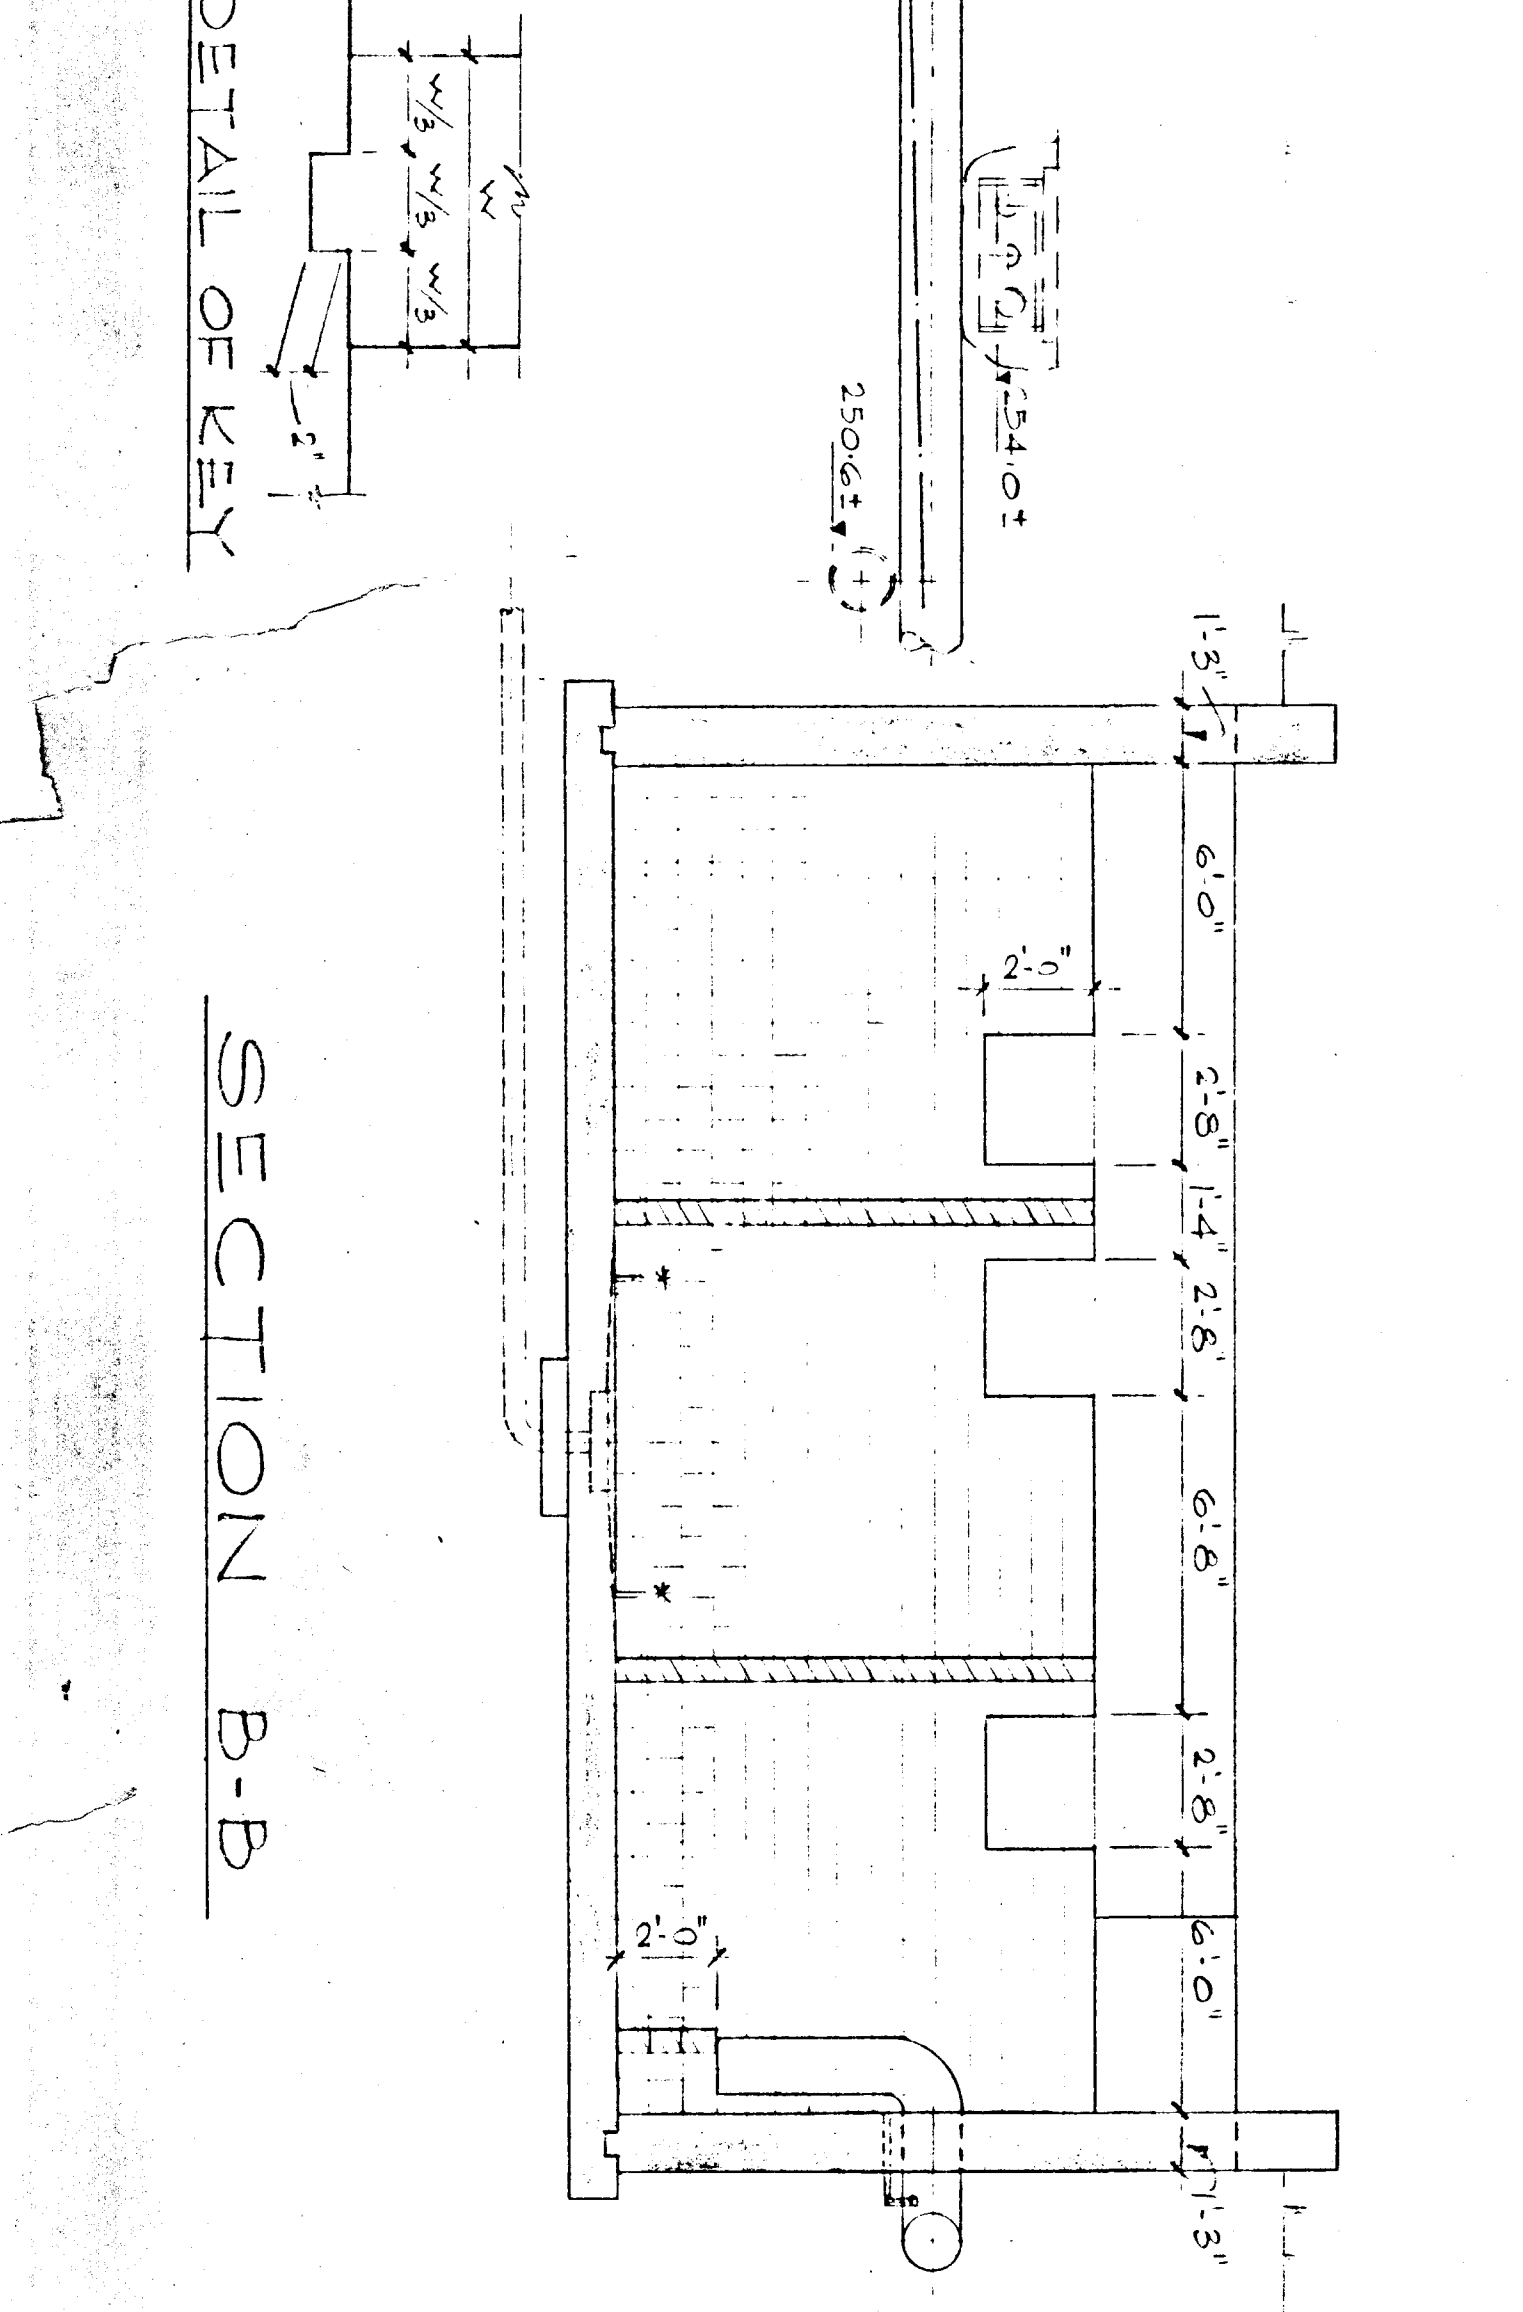 254.0±
250.6±
W
W/3 W/3 W/3
2"
DETAIL OF KEY
1'-3" 6'-0" 2'-8" 1'-4" 2'-8" 6'-8" 2'-8" 6'-0" 1'-3"
2'-0"
*
*
2'-0"
SECTION B-B